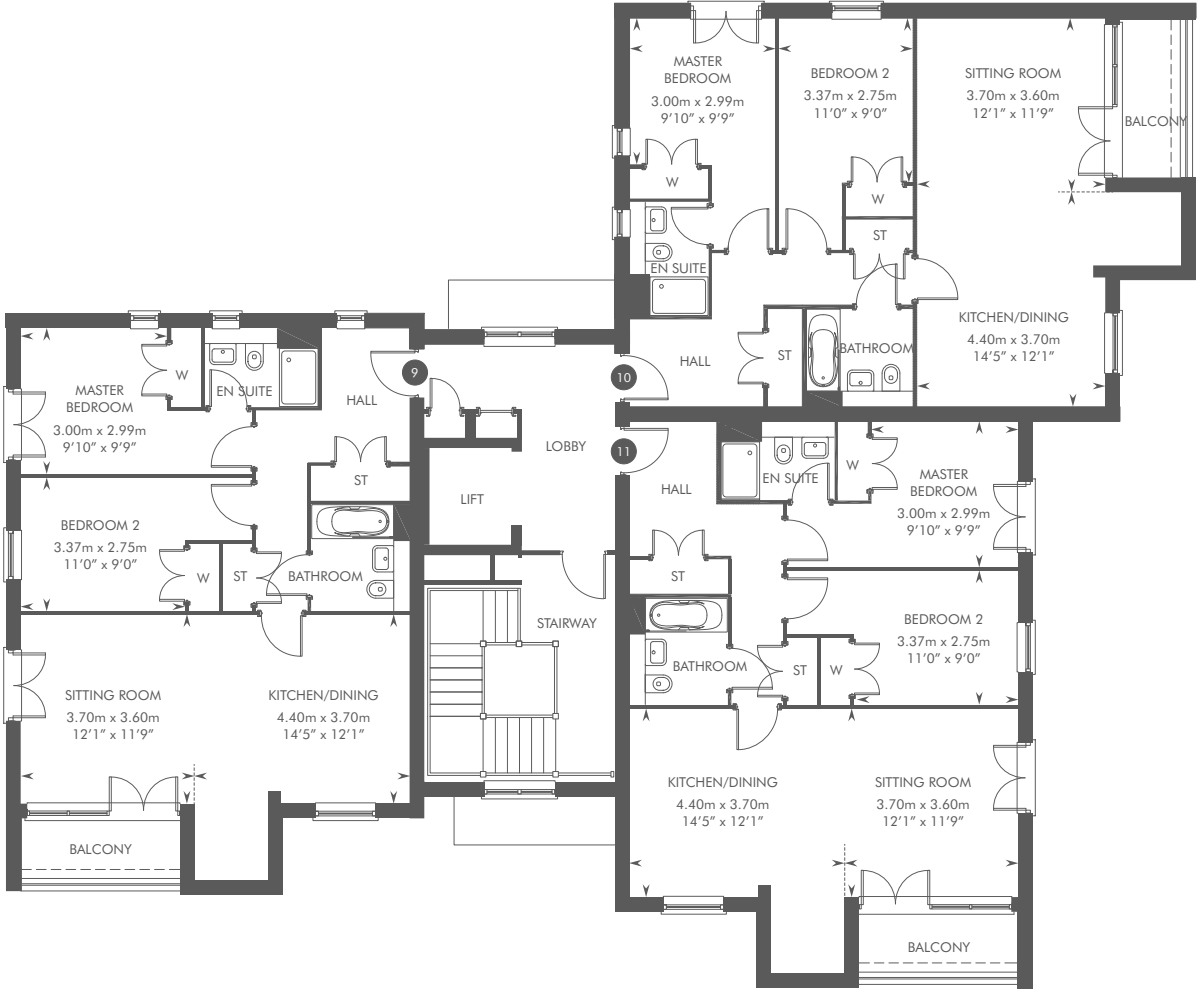 MASTER
BEDROOM
3.00m x 2.99m
9’10” x 9’9”
BEDROOM 2
3.37m x 2.75m
11’0” x 9’0”
SITTING ROOM
3.70m x 3.60m
12’1” x 11’9”
BALCONY
W
W
ST
EN SUITE
KITCHEN/DINING
4.40m x 3.70m
14’5” x 12’1”
HALL
ST
BATHROOM
10
MASTER
BEDROOM
3.00m x 2.99m
9’10” x 9’9”
W
EN SUITE
HALL
9
ST
BEDROOM 2
3.37m x 2.75m
11’0” x 9’0”
W
ST
BATHROOM
SITTING ROOM
3.70m x 3.60m
12’1” x 11’9”
KITCHEN/DINING
4.40m x 3.70m
14’5” x 12’1”
BALCONY
LOBBY
LIFT
STAIRWAY
11
HALL
EN SUITE
W
MASTER
BEDROOM
3.00m x 2.99m
9’10” x 9’9”
ST
BEDROOM 2
3.37m x 2.75m
11’0” x 9’0”
BATHROOM
ST
W
KITCHEN/DINING
4.40m x 3.70m
14’5” x 12’1”
SITTING ROOM
3.70m x 3.60m
12’1” x 11’9”
BALCONY